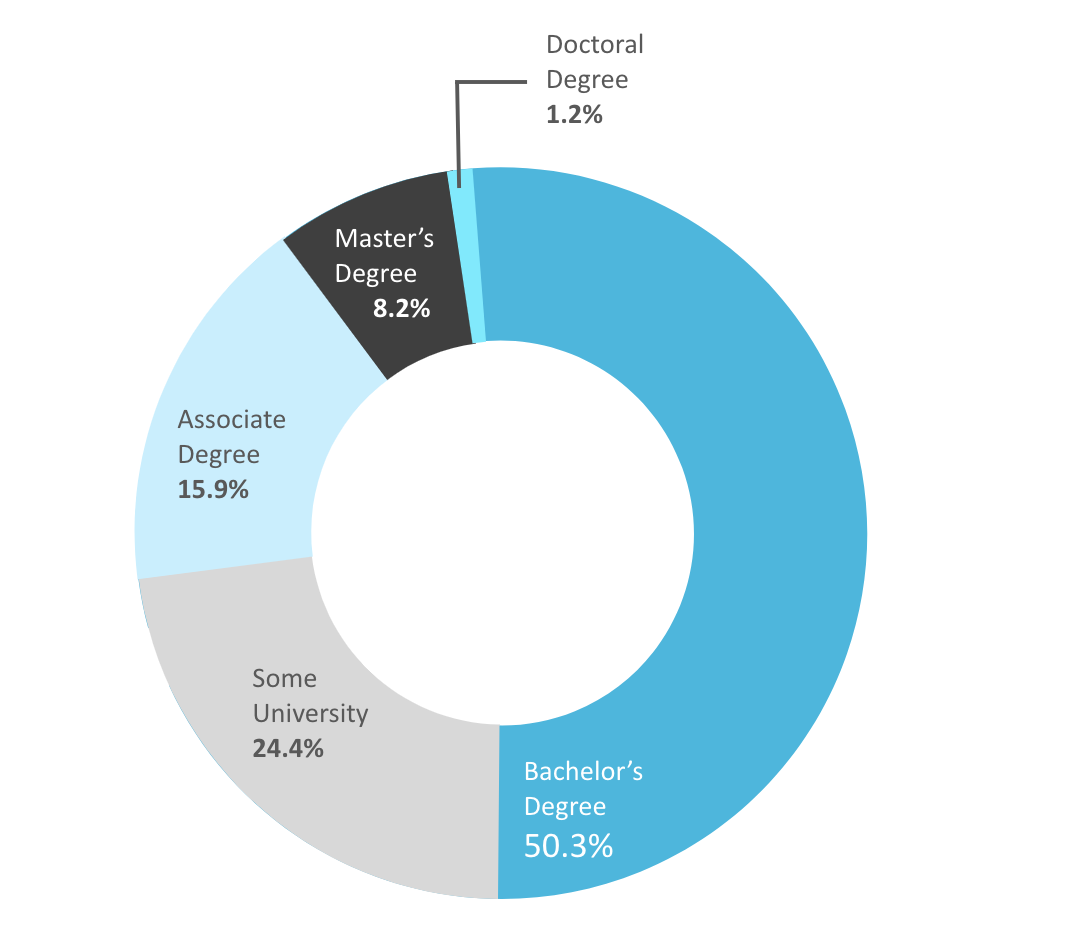 Doctoral
Degree
1.2%
Master’s
Degree
8.2%
Associate
Degree
15.9%
Some
University
24.4%
Bachelor’s
Degree
50.3%